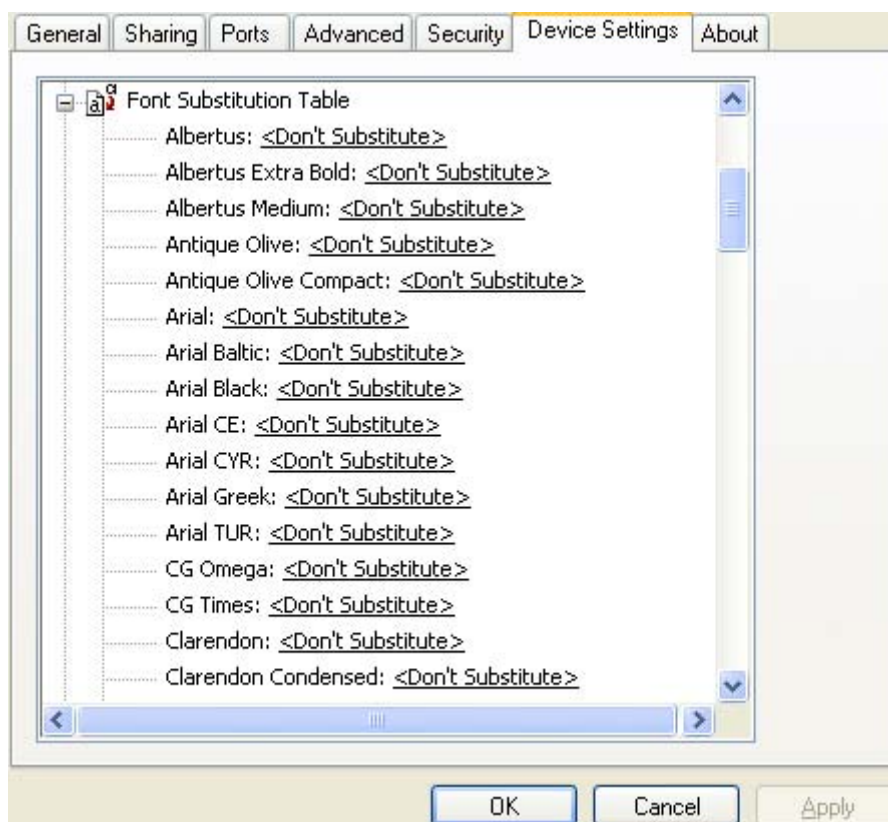 General Sharing Ports Advanced Security Device Settings About
Font Substitution Table
Albertus: <Don't Substitute>
Albertus Extra Bold: <Don't Substitute>
Albertus Medium: <Don't Substitute>
Antique Olive: <Don't Substitute>
Antique Olive Compact: <Don't Substitute>
Arial: <Don't Substitute>
Arial Baltic: <Don't Substitute>
Arial Black: <Don't Substitute>
Arial CE: <Don't Substitute>
Arial CYR: <Don't Substitute>
Arial Greek: <Don't Substitute>
Arial TUR: <Don't Substitute>
CG Omega: <Don't Substitute>
CG Times: <Don't Substitute>
Clarendon: <Don't Substitute>
Clarendon Condensed: <Don't Substitute>
OK Cancel Apply